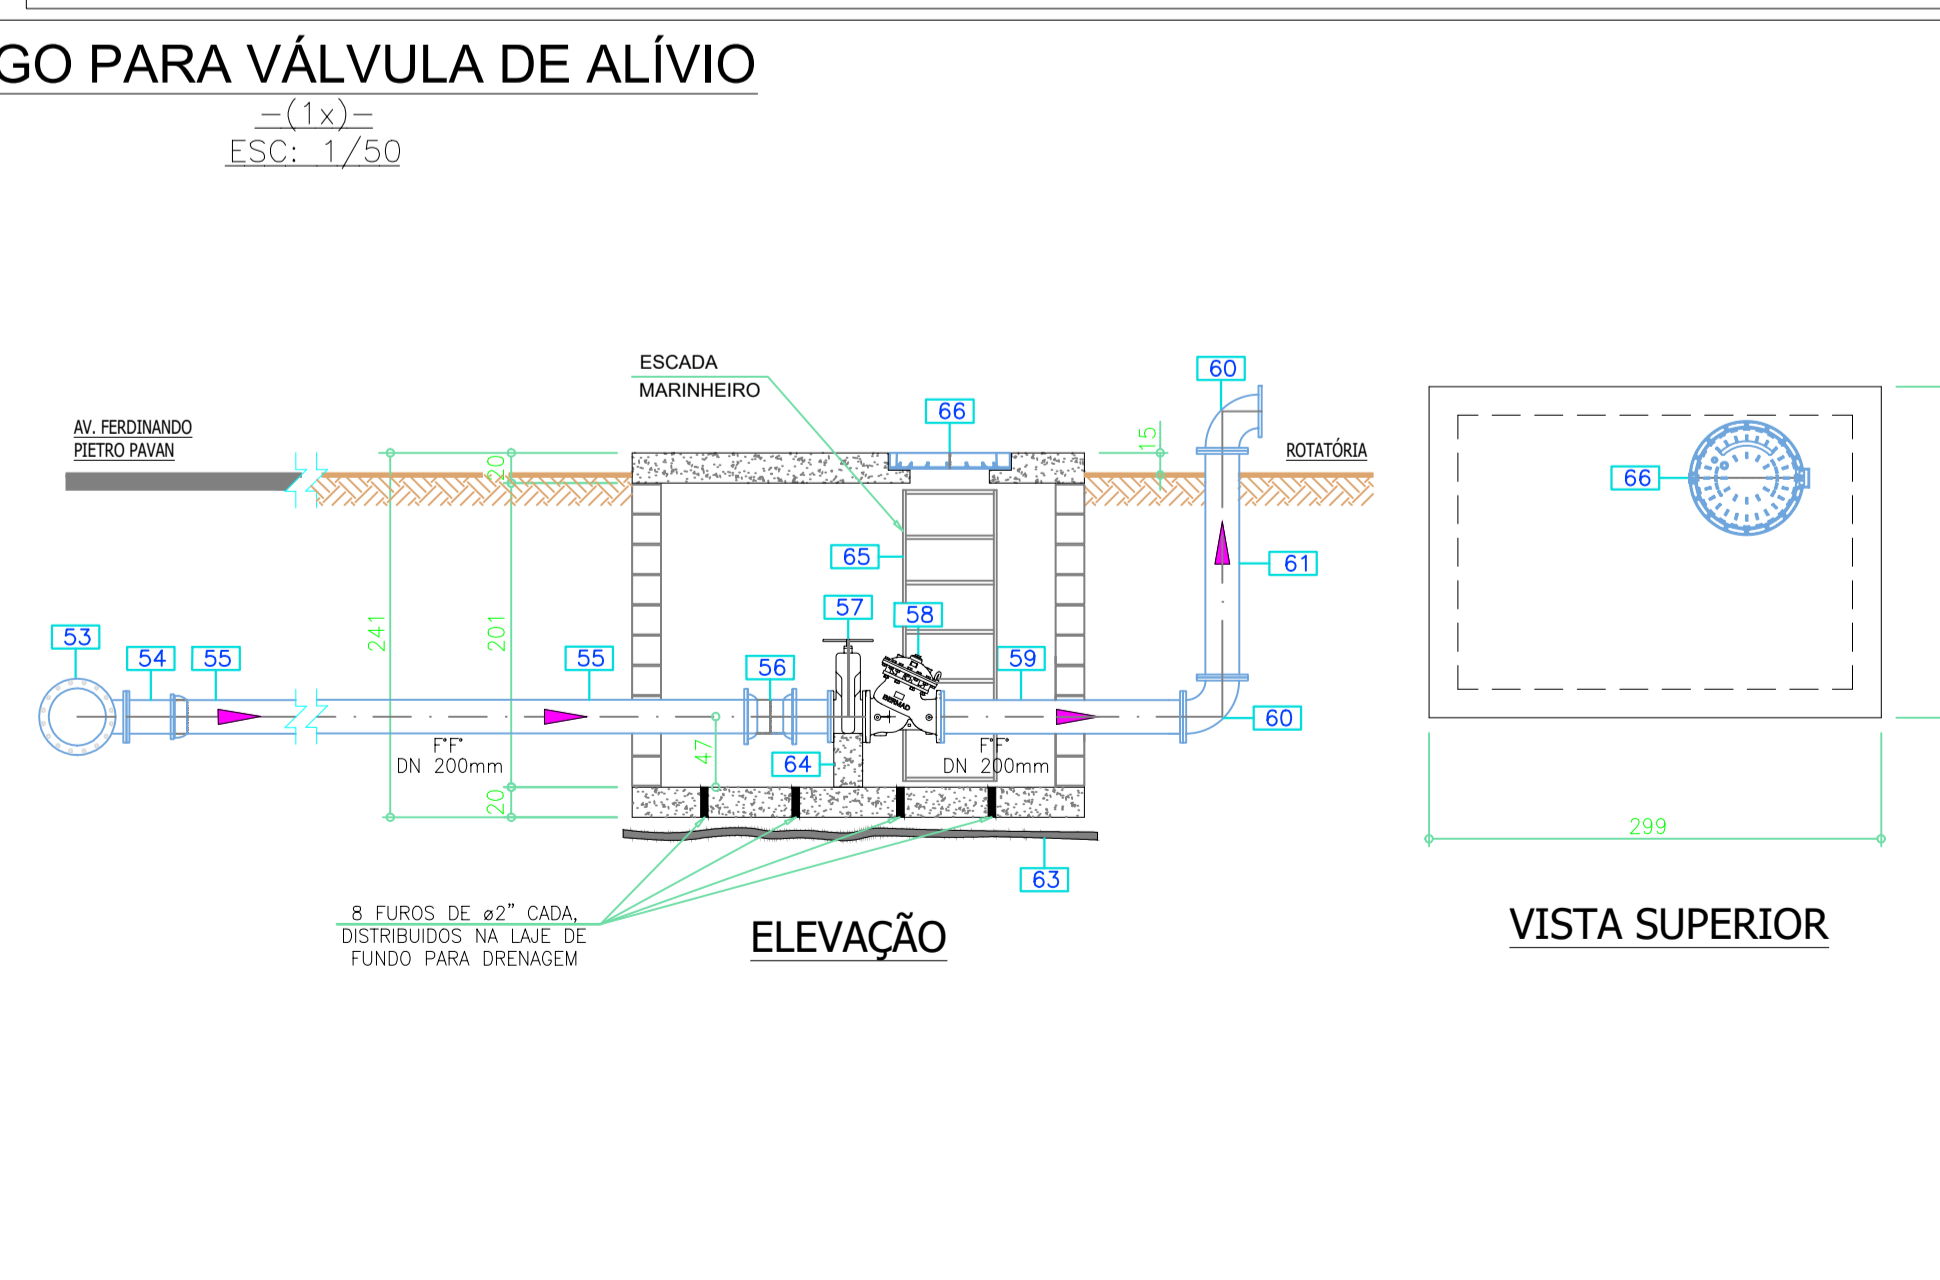 GO PARA VÁLVULA DE ALÍVIO
-(1x)-
ESC: 1/50
ESCADA
MARINHEIRO
60
66
AV. FERDINANDO
PIETRO PAVAN
20
15
ROTATÓRIA
66
65
61
57
58
241
201
53
54
55
55
56
59
BERMAD
60
F°F°
DN 200mm
47
64
F°F°
DN 200mm
20
299
63
8 FUROS DE ø2” CADA,
DISTRIBUIDOS NA LAJE DE
FUNDO PARA DRENAGEM
ELEVAÇÃO
VISTA SUPERIOR